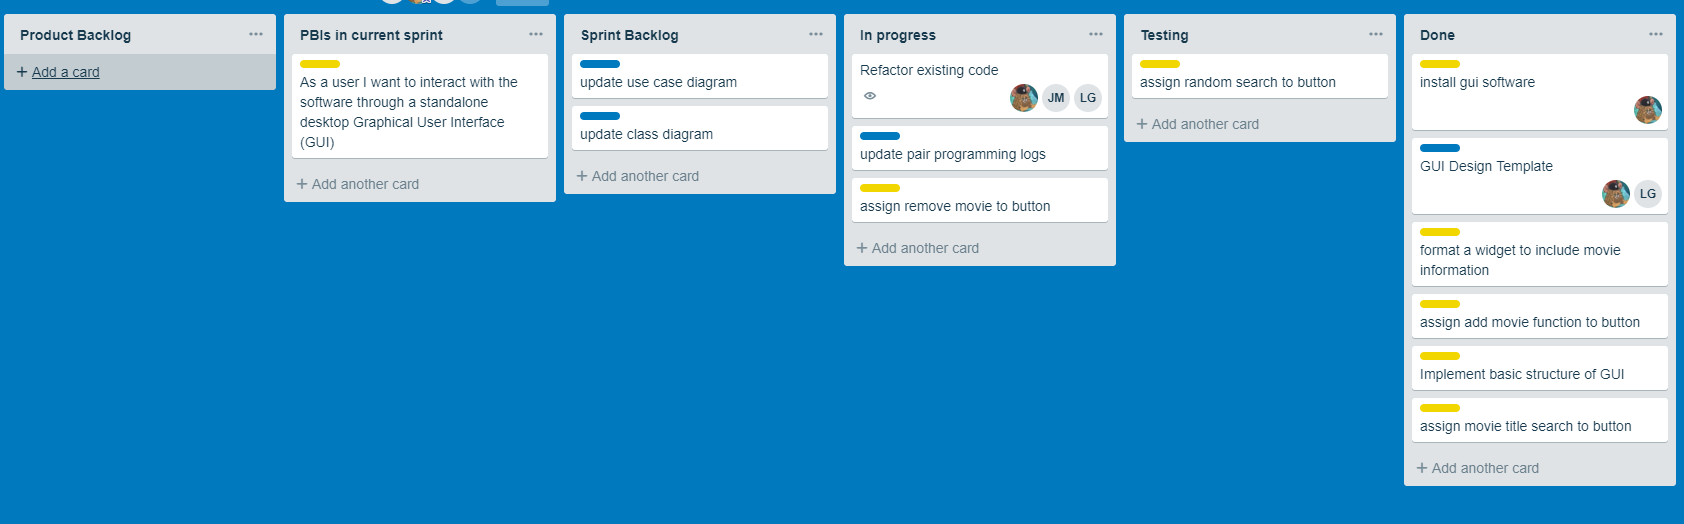 Product Backlog
Add a card
PBIs in current sprint
As a user I want to interact with the
software through a standalone
desktop Graphical User Interface
(GUI)
Add another card
Sprint Backlog
update use case diagram
update class diagram
Add another card
In progress
Refactor existing code
JM
LG
update pair programming logs
assign remove movie to button
Add another card
Testing
assign random search to button
Add another card
Done
install gui software
GUI Design Template
LG
format a widget to include movie
information
assign add movie function to button
Implement basic structure of GUI
assign movie title search to button
Add another card